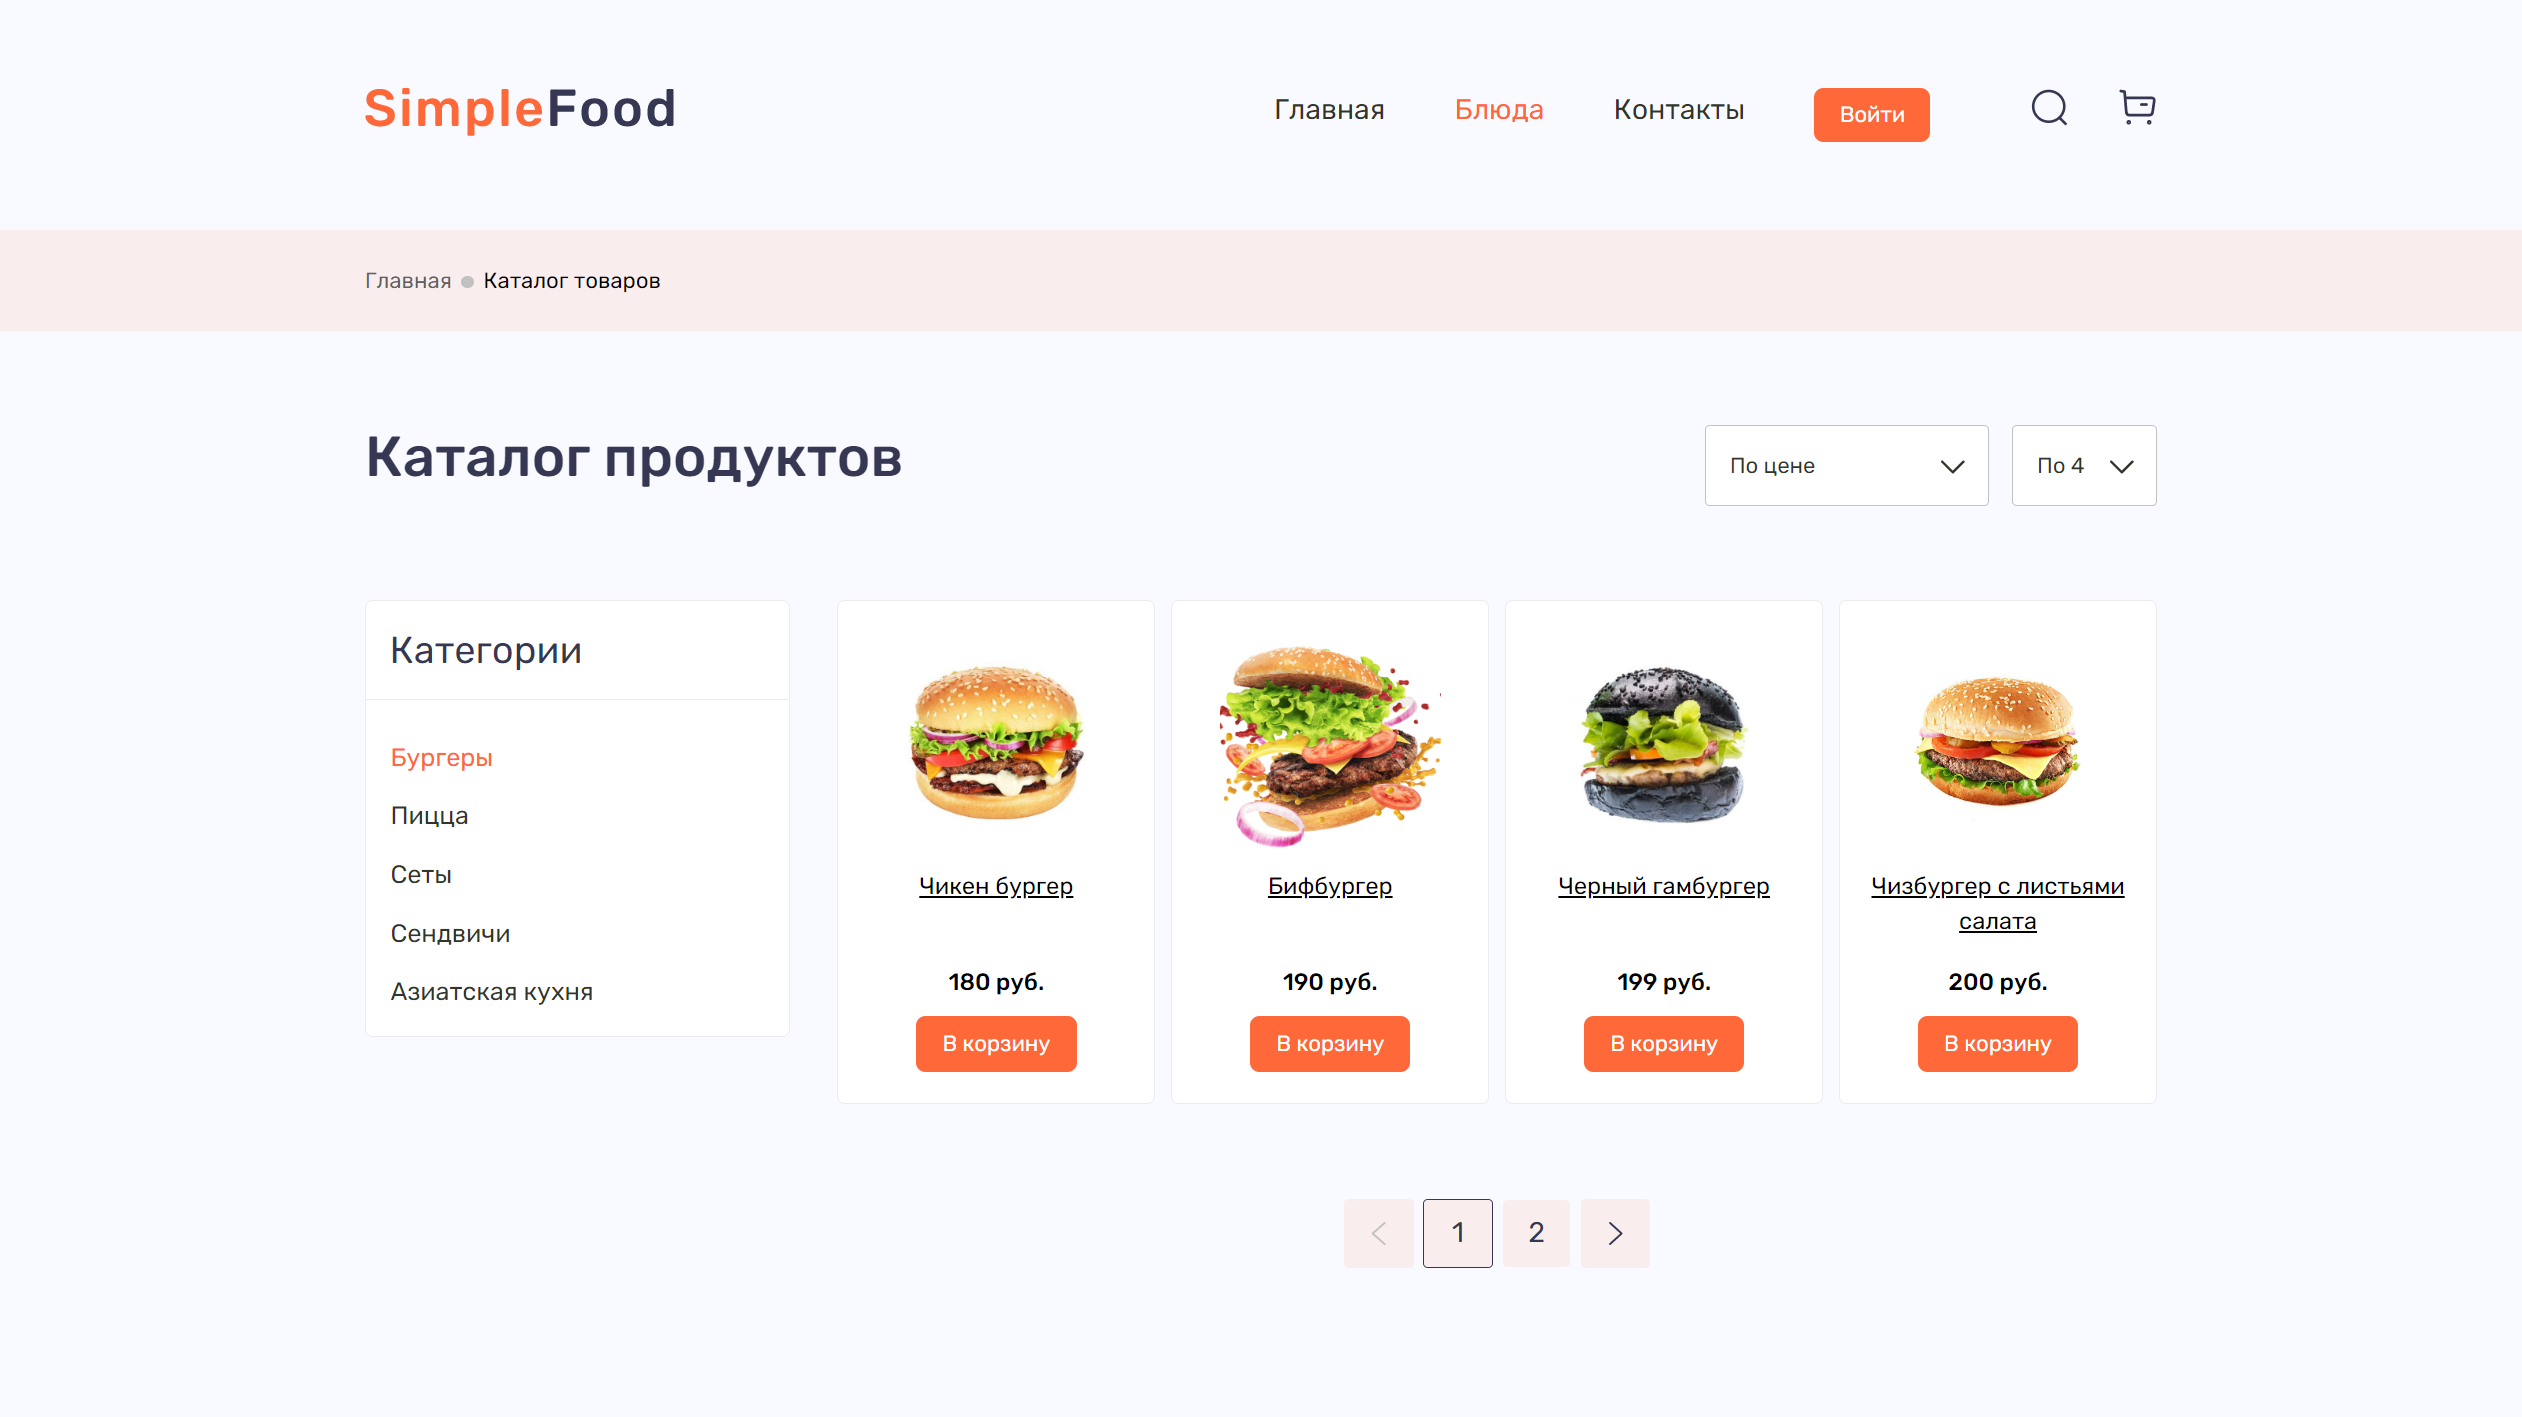 SimpleFood
Главная
Блюда
Контакты
Войти
Главная
Каталог товаров
Каталог продуктов
По цене
По 4
Категории
Бургеры
Пицца
Сеты
Сендвичи
Азиатская кухня
Чикен бургер
180 руб.
В корзину
Бифбургер
190 руб.
В корзину
Черный гамбургер
199 руб.
В корзину
Чизбургер с листьями
салата
200 руб.
В корзину
1
2